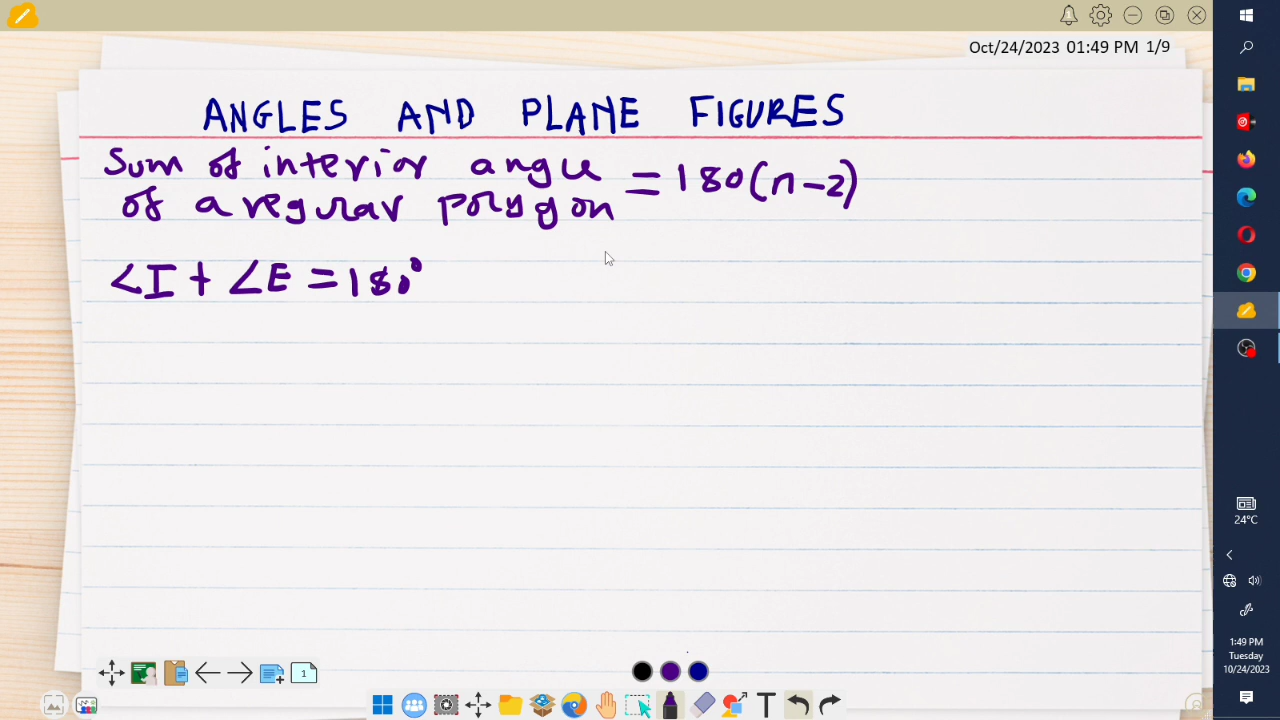 Oct/24/2023 01:49 PM 1/9
ANGLES AND PLANE FIGURES
Sum of interior angle
of a regular polygon = 180(n-2)
∠I + ∠E = 180°
1
T
24°C
1:49 PM
Tuesday
10/24/2023